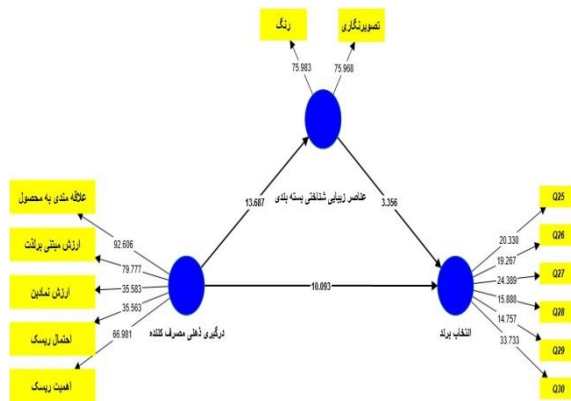 رنگ
تصویرنگاری
75.983
75.968
عناصر زیبایی شناختی بسته بندی
13.687
3.356
علاقه مندی به محصول
ارزش مبتنی برلذت
ارزش نمادین
احتمال ریسک
اهمیت ریسک
92.606
79.777
35.583
35.563
66.981
درگیری ذهنی مصرف کننده
10.093
انتخاب برند
20.330
19.267
24.389
15.888
14.757
33.733
Q25
Q26
Q27
Q28
Q29
Q30